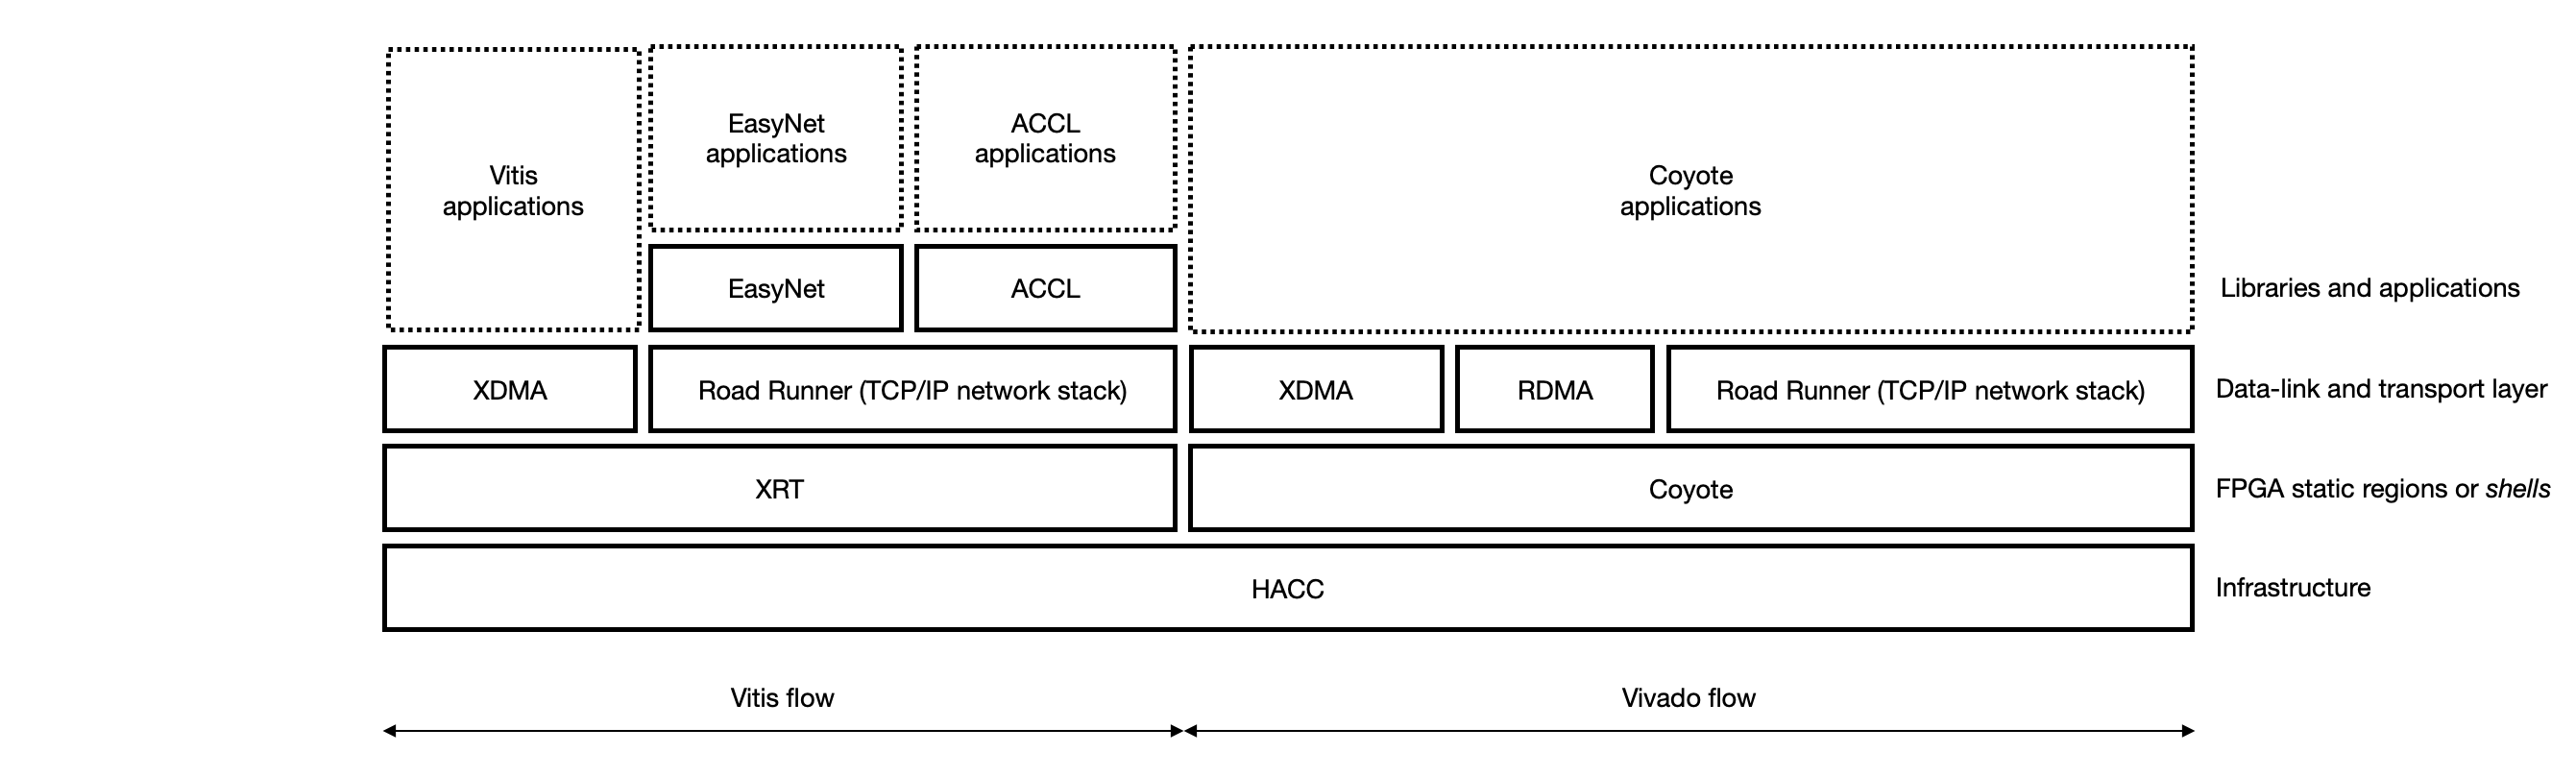 Vitis
applications
EasyNet
applications
ACCL
applications
Coyote
applications
EasyNet
ACCL
Libraries and applications
XDMA
Road Runner (TCP/IP network stack)
XDMA
RDMA
Road Runner (TCP/IP network stack)
Data-link and transport layer
XRT
Coyote
FPGA static regions or shells
HACC
Infrastructure
Vitis flow
Vivado flow